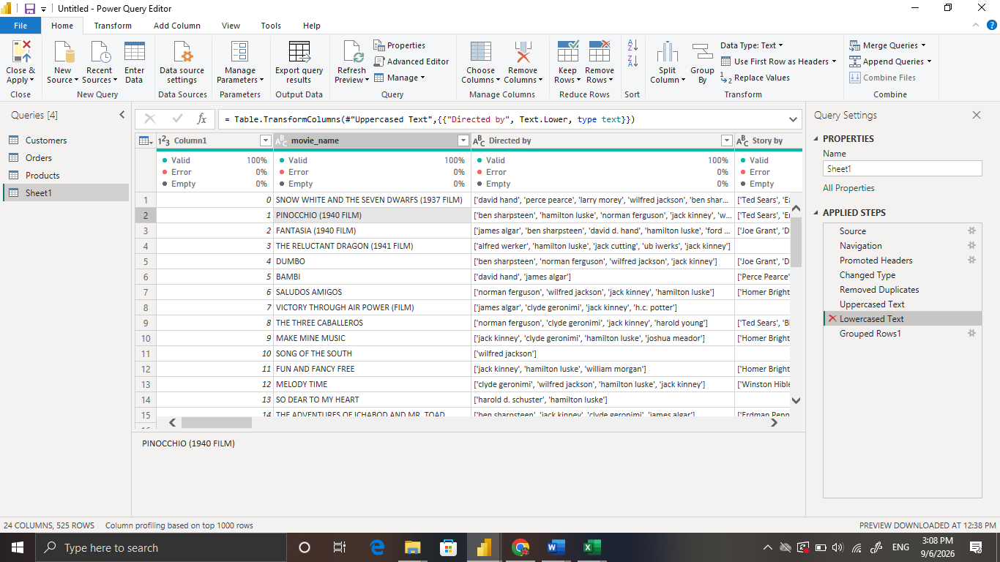 Untitled - Power Query Editor
File Home Transform Add Column View Tools Help
Close & Apply
New Source
Recent Sources
Enter Data
Data source settings
Manage Parameters
Export query results
Refresh Preview
Properties
Advanced Editor
Manage
Choose Columns
Remove Columns
Keep Rows
Remove Rows
Split Column
Group By
Data Type: Text
Use First Row as Headers
Replace Values
Merge Queries
Append Queries
Combine Files
Close New Query Data Sources Parameters Output Data Query Manage Columns Reduce Rows Sort Transform Combine
Queries [4]
Customers
Orders
Products
Sheet1
= Table.TransformColumns(#"Uppercased Text",{{"Directed by", Text.Lower, type text}})
Column1 movie_name Directed by Story by
Valid 100% Valid 100% Valid 100% Valid
Error 0% Error 0% Error 0% Error
Empty 0% Empty 0% Empty 0% Empty
1 0 SNOW WHITE AND THE SEVEN DWARFS (1937 FILM) ['david hand', 'perce pearce', 'larry morey', 'wilfred jackson', 'ben shar... ['Ted Sears', 'Ea
2 1 PINOCCHIO (1940 FILM) ['ben sharpsteen', 'hamilton luske', 'norman ferguson', 'jack kinney', 'w... ['Ted Sears', 'Er
3 2 FANTASIA (1940 FILM) ['james algar', 'ben sharpsteen', 'david d. hand', 'hamilton luske', 'ford ... ['Joe Grant', 'D
4 3 THE RELUCTANT DRAGON (1941 FILM) ['alfred werker', 'hamilton luske', 'jack cutting', 'ub iwerks', 'jack kinney']
5 4 DUMBO ['ben sharpsteen', 'norman ferguson', 'wilfred jackson', 'jack kinney'] ['Joe Grant', 'D
6 5 BAMBI ['david hand', 'james algar'] ['Perce Pearce'
7 6 SALUDOS AMIGOS ['norman ferguson', 'wilfred jackson', 'jack kinney', 'hamilton luske'] ['Homer Bright
8 7 VICTORY THROUGH AIR POWER (FILM) ['james algar', 'clyde geronimi', 'jack kinney', 'h.c. potter']
9 8 THE THREE CABALLEROS ['norman ferguson', 'clyde geronimi', 'jack kinney', 'harold young'] ['Ted Sears', 'Bi
10 9 MAKE MINE MUSIC ['jack kinney', 'clyde geronimi', 'hamilton luske', 'joshua meador'] ['Homer Bright
11 10 SONG OF THE SOUTH ['wilfred jackson']
12 11 FUN AND FANCY FREE ['jack kinney', 'hamilton luske', 'william morgan'] ['Homer Bright
13 12 MELODY TIME ['clyde geronimi', 'wilfred jackson', 'hamilton luske', 'jack kinney'] ['Winston Hible
14 13 SO DEAR TO MY HEART ['harold d. schuster', 'hamilton luske']
15 14 THE ADVENTURES OF ICHABOD AND MR. TOAD ['ben sharpsteen', 'jack kinney', 'clyde geronimi', 'james algar'] ['Erdman Penn
PINOCCHIO (1940 FILM)
Query Settings
PROPERTIES
Name
Sheet1
All Properties
APPLIED STEPS
Source
Navigation
Promoted Headers
Changed Type
Removed Duplicates
Uppercased Text
Lowercased Text
Grouped Rows1
24 COLUMNS, 525 ROWS Column profiling based on top 1000 rows PREVIEW DOWNLOADED AT 12:38 PM
Type here to search
ENG
3:08 PM
9/6/2026